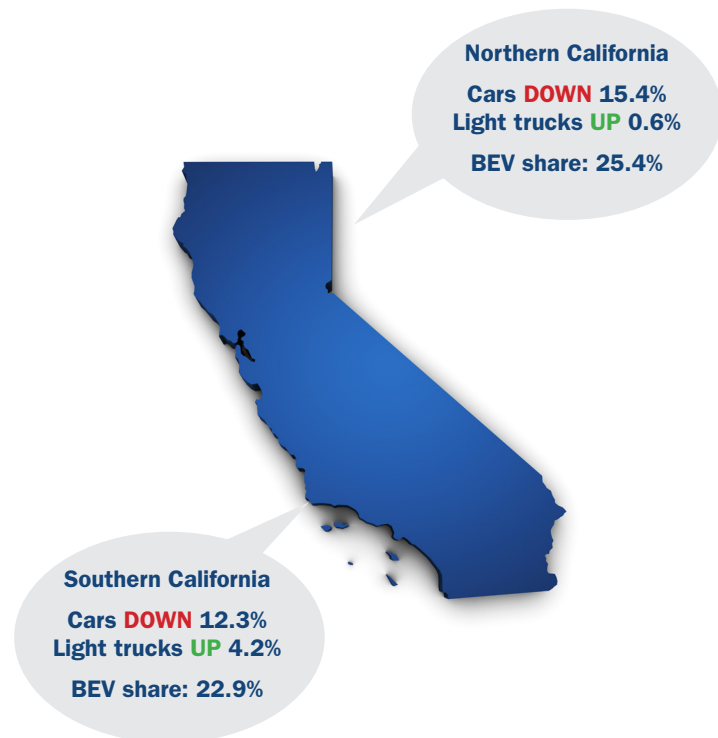 Northern California
Cars DOWN 15.4%
Light trucks UP 0.6%
BEV share: 25.4%
Southern California
Cars DOWN 12.3%
Light trucks UP 4.2%
BEV share: 22.9%